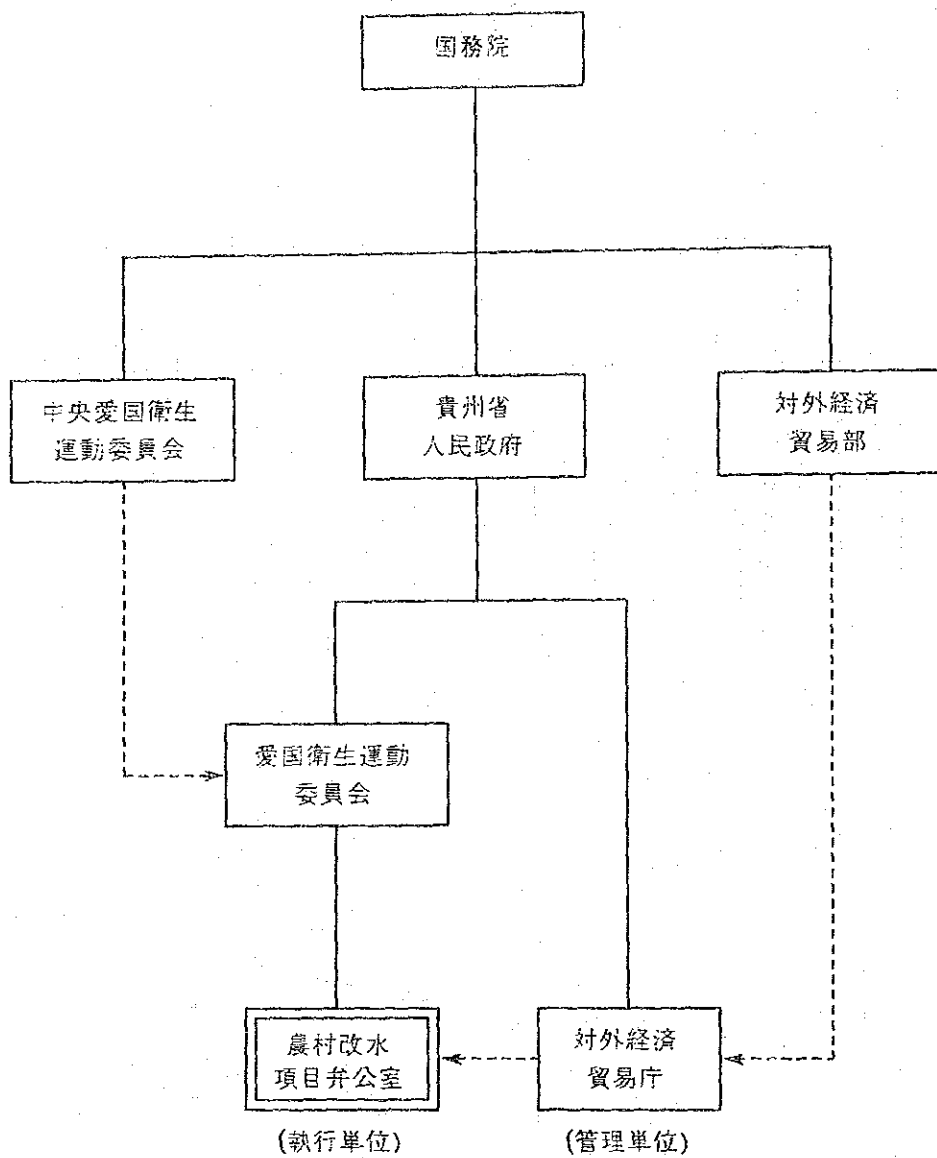 国務院
中央愛国衛生
運動委員会
貴州省
人民政府
対外経済
貿易部
愛国衛生運動
委員会
農村改水
項目弁公室
対外経済
貿易庁
(執行単位)
(管理単位)